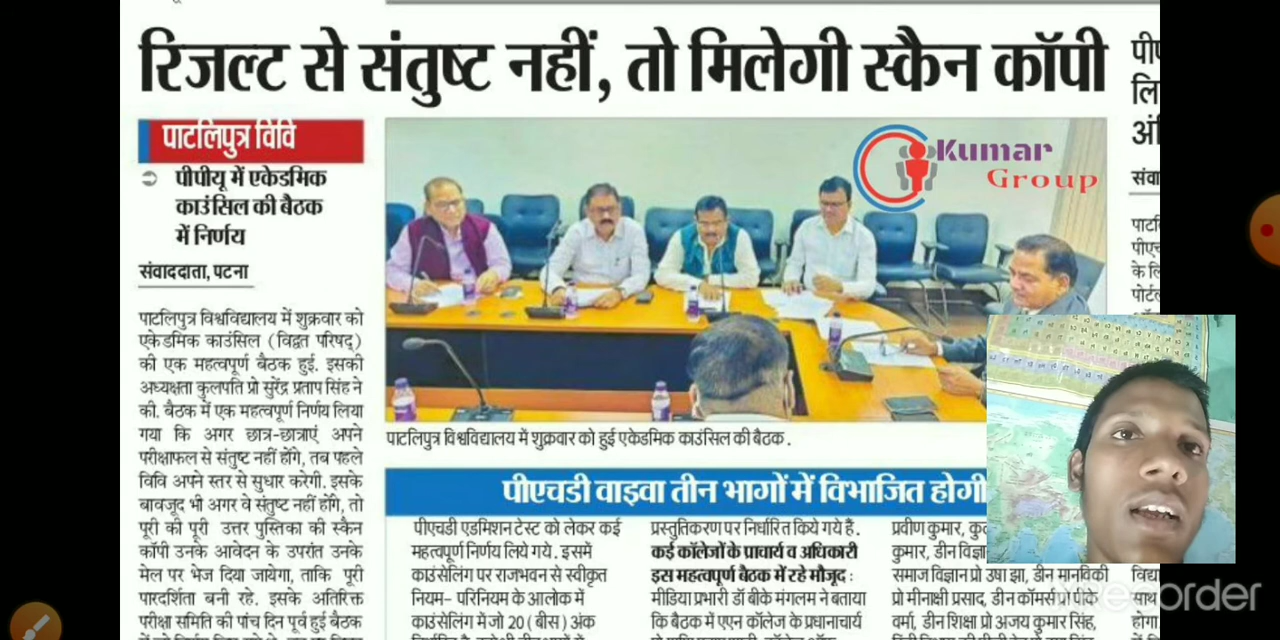 रिजल्ट से संतुष्ट नहीं, तो मिलेगी स्कैन कॉपी
पाटलिपुत्र विवि
पीपीयू में एकेडमिक
काउंसिल की बैठक
में निर्णय
संवाददाता, पटना
पाटलिपुत्र विश्वविद्यालय में शुक्रवार को
एकेडमिक काउंसिल (विद्वत परिषद्)
की एक महत्वपूर्ण बैठक हुई. इसकी
अध्यक्षता कुलपति प्रो सुरेंद्र प्रताप सिंह ने
की. बैठक में एक महत्वपूर्ण निर्णय लिया
गया कि अगर छात्र-छात्राएं अपने
परीक्षाफल से संतुष्ट नहीं होंगे, तब पहले
विवि अपने स्तर से सुधार करेगी. इसके
बावजूद भी अगर वे संतुष्ट नहीं होंगे, तो
पूरी की पूरी उत्तर पुस्तिका की स्कैन
कॉपी उनके आवेदन के उपरांत उनके
मेल पर भेज दिया जायेगा, ताकि पूरी
पारदर्शिता बनी रहे. इसके अतिरिक्त
परीक्षा समिति की पांच दिन पूर्व हुई बैठक
Kumar
Group
पाटलिपुत्र विश्वविद्यालय में शुक्रवार को हुई एकेडमिक काउंसिल की बैठक.
पीएचडी वाइवा तीन भागों में विभाजित होगी
पीएचडी एडमिशन टेस्ट को लेकर कई
महत्वपूर्ण निर्णय लिये गये. इसमें
काउंसेलिंग पर राजभवन से स्वीकृत
नियम- परिनियम के आलोक में
काउंसेलिंग में जो 20 (बीस) अंक
प्रस्तुतिकरण पर निर्धारित किये गये हैं.
कई कॉलेजों के प्राचार्य व अधिकारी
इस महत्वपूर्ण बैठक में रहे मौजूद :
मीडिया प्रभारी डॉ बीके मंगलम ने बताया
कि बैठक में एएन कॉलेज के प्रधानाचार्य
प्रवीण कुमार,
कुमार, डीन
समाज विज्ञान प्रो उषा झा, डीन मानविकी
प्रो मीनाक्षी प्रसाद, डीन कॉमर्स प्रो पीके
वर्मा, डीन शिक्षा प्रो अजय कुमार सिंह,